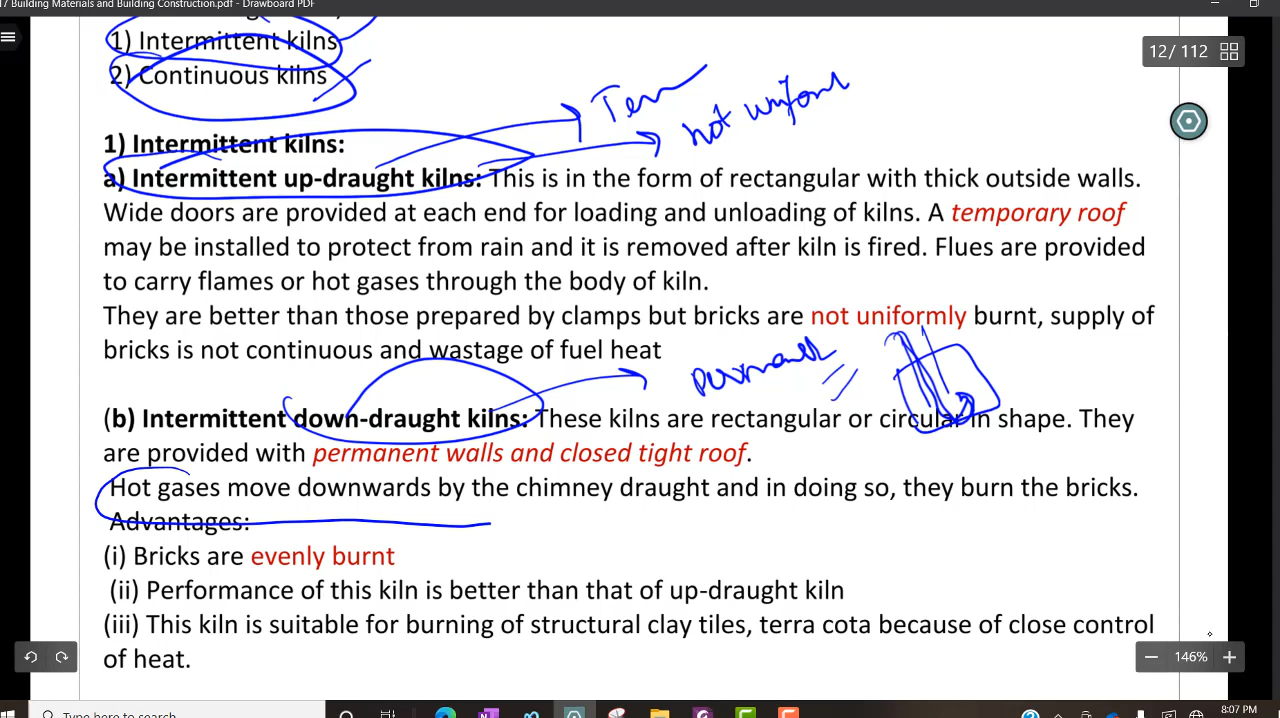 17 Building Materials and Building Construction.pdf - Drawboard PDF
12/112
1) Intermittent kilns
2) Continuous kilns
not uniform
1) Intermittent kilns:
a) Intermittent up-draught kilns: This is in the form of rectangular with thick outside walls.
Wide doors are provided at each end for loading and unloading of kilns. A temporary roof
may be installed to protect from rain and it is removed after kiln is fired. Flues are provided
to carry flames or hot gases through the body of kiln.
They are better than those prepared by clamps but bricks are not uniformly burnt, supply of
bricks is not continuous and wastage of fuel heat
permanent
(b) Intermittent down-draught kilns: These kilns are rectangular or circular in shape. They
are provided with permanent walls and closed tight roof.
Hot gases move downwards by the chimney draught and in doing so, they burn the bricks.
Advantages:
(i) Bricks are evenly burnt
(ii) Performance of this kiln is better than that of up-draught kiln
(iii) This kiln is suitable for burning of structural clay tiles, terra cota because of close control
of heat.
146%
Type here to search
8:07 PM